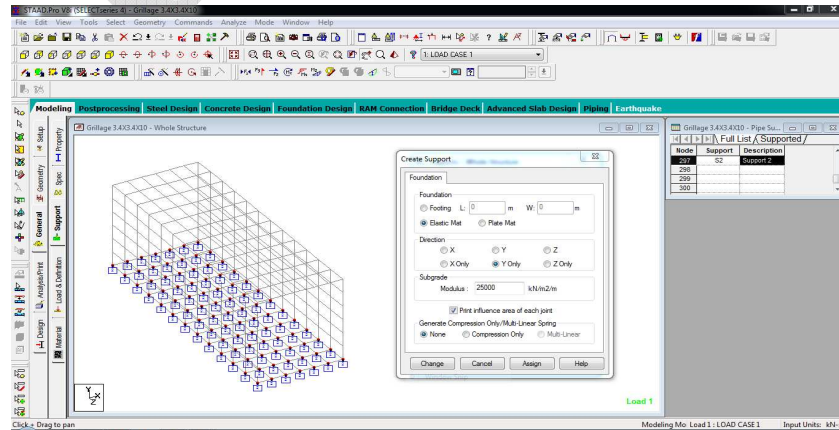 STAAD.Pro V8i (SELECTseries 4) - Grillage 3.4X3.4X10
File Edit View Tools Select Geometry Commands Analyze Mode Window Help
1: LOAD CASE 1
Modeling Postprocessing Steel Design Concrete Design Foundation Design RAM Connection Bridge Deck Advanced Slab Design Piping Earthquake
Setup
Geometry
General
Analysis/Print
Design
Property
Spec
Support
Load & Definition
Material
Grillage 3.4X3.4X10 - Whole Structure
Y
X
Z
Load 1
Create Support
Foundation
Foundation
Footing L: 0 m W: 0 m
Elastic Mat Plate Mat
Direction
X Y Z
X Only Y Only Z Only
Subgrade
Modulus : 25000 kN/m2/m
Print influence area of each joint
Generate Compression Only/Multi-Linear Spring
None Compression Only Multi-Linear
Change Cancel Assign Help
Grillage 3.4X3.4X10 - Pipe Su...
Full List Supported
Node Support Description
297 S2 Support 2
298
299
300
Click + Drag to pan
Modeling Mo Load 1 : LOAD CASE 1 Input Units: kN-